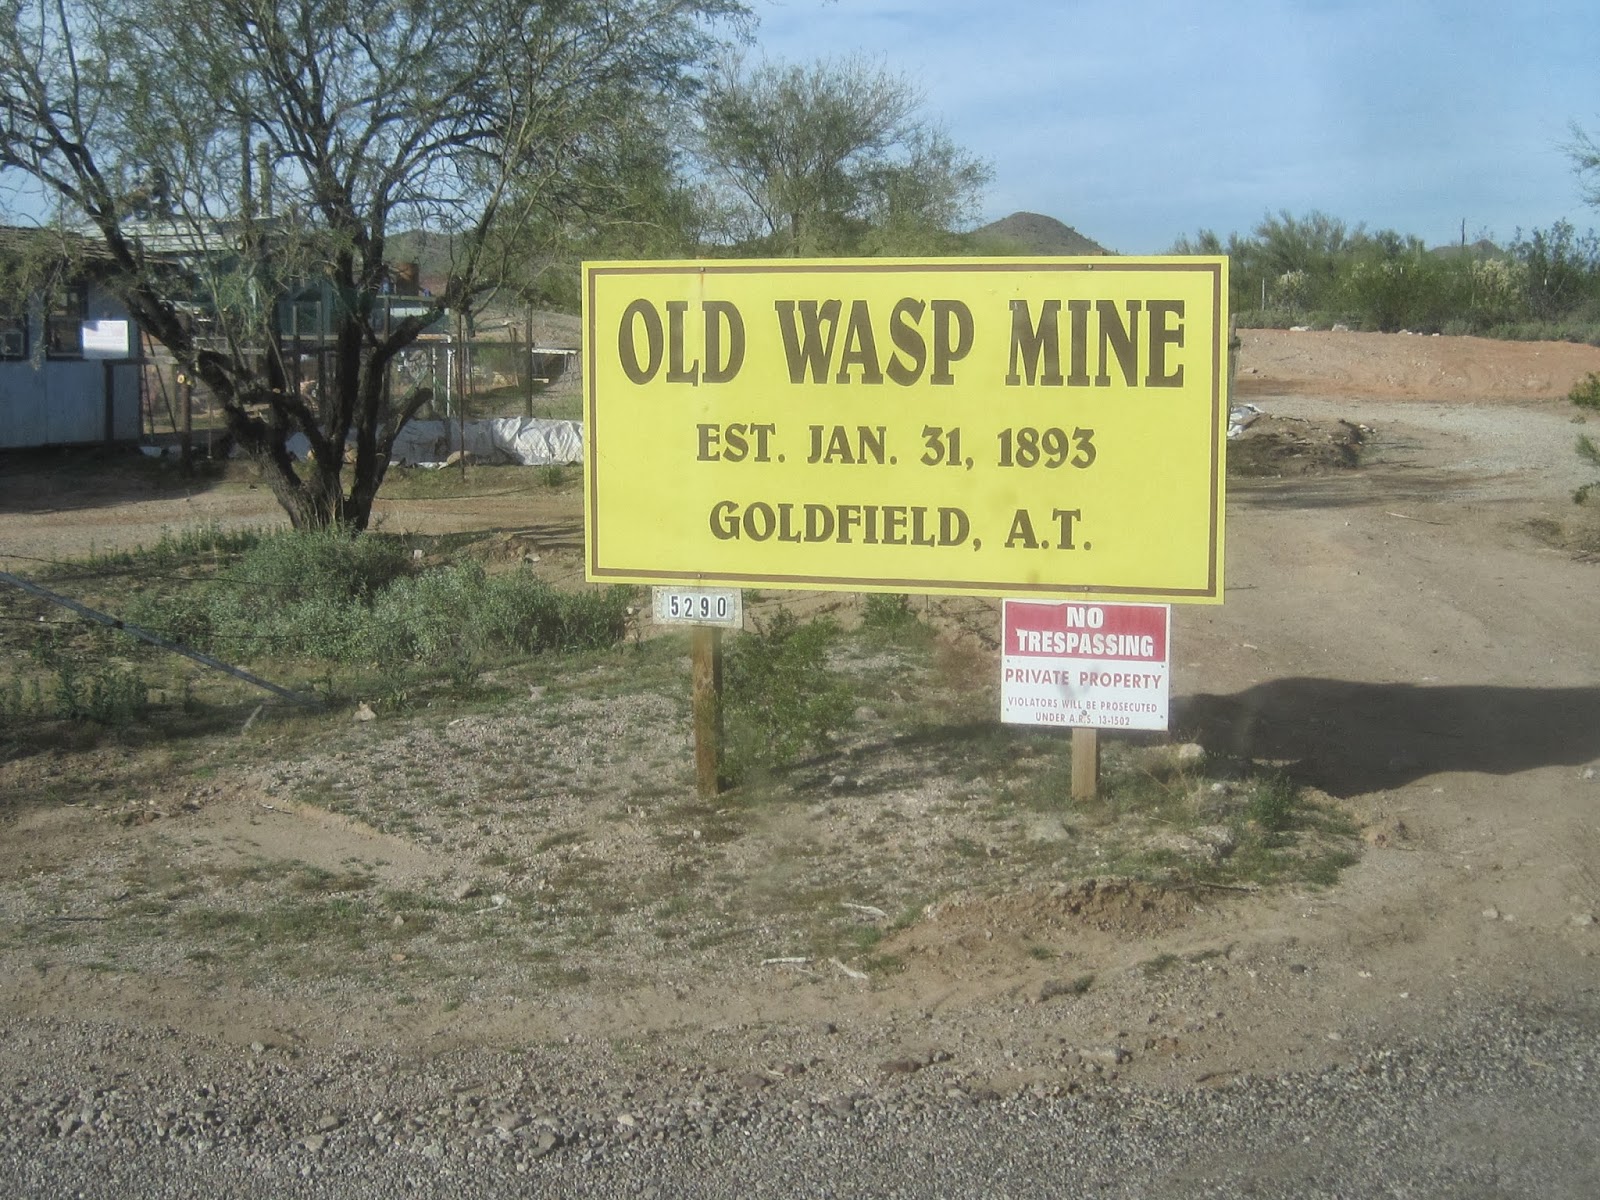 OLD WASP MINE
EST. JAN. 31, 1893
GOLDFIELD, A.T.
5290
NO
TRESPASSING
PRIVATE PROPERTY
VIOLATORS WILL BE PROSECUTED
UNDER A.R.S. 13-1502